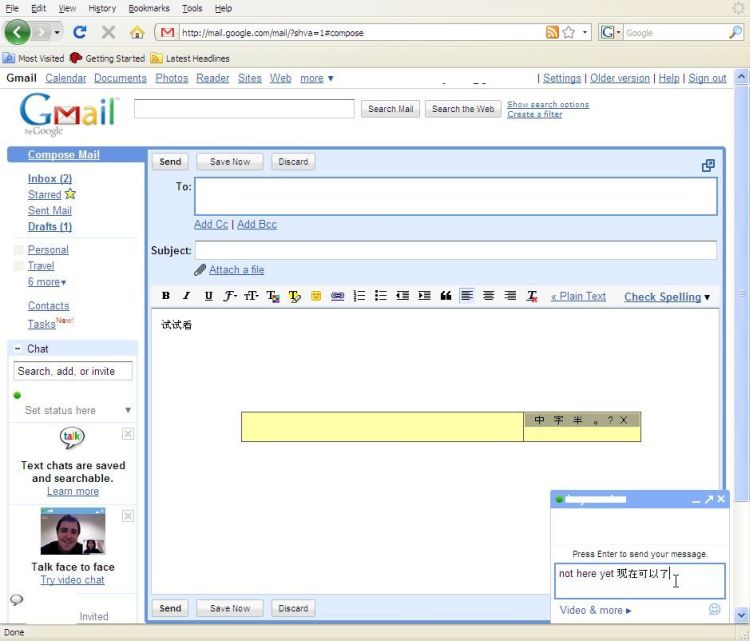 File Edit View History Bookmarks Tools Help
http://mail.google.com/mail/?shva=1#compose
G Google
Most Visited Getting Started Latest Headlines
Gmail Calendar Documents Photos Reader Sites Web more ▼ | Settings | Older version | Help | Sign out
Gmail
by Google
Search Mail Search the Web Show search options
Create a filter
Compose Mail
Inbox (2)
Starred
Sent Mail
Drafts (1)
Personal
Travel
6 more▼
Contacts
Tasks New!
− Chat
Search, add, or invite
Set status here ▼
talk
Text chats are saved
and searchable.
Learn more
Talk face to face
Try video chat
Invited
Send Save Now Discard
To:
Add Cc | Add Bcc
Subject:
Attach a file
B I U F TT T T T « Plain Text Check Spelling ▼
试试看
中 字 半 。 ? X
Press Enter to send your message.
not here yet 现在可以了
Video & more ▸
Send Save Now Discard
Done